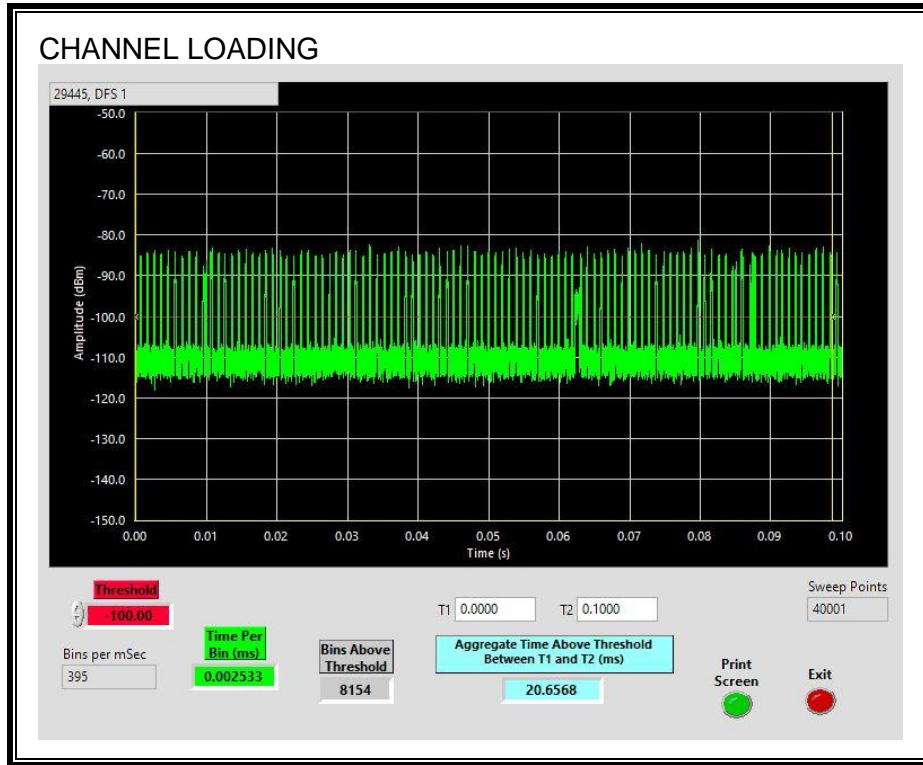 CHANNEL LOADING
29445, DFS 1
-50.0
-60.0
-70.0
-80.0
-90.0
-100.0
-110.0
-120.0
-130.0
-140.0
-150.0
Amplitude (dBm)
0.00 0.01 0.02 0.03 0.04 0.05 0.06 0.07 0.08 0.09 0.10
Time (s)
Threshold
-100.00
Bins per mSec
395
Time Per
Bin (ms)
0.002533
Bins Above
Threshold
8154
T1 0.0000 T2 0.1000
Aggregate Time Above Threshold
Between T1 and T2 (ms)
20.6568
Sweep Points
40001
Print
Screen
Exit